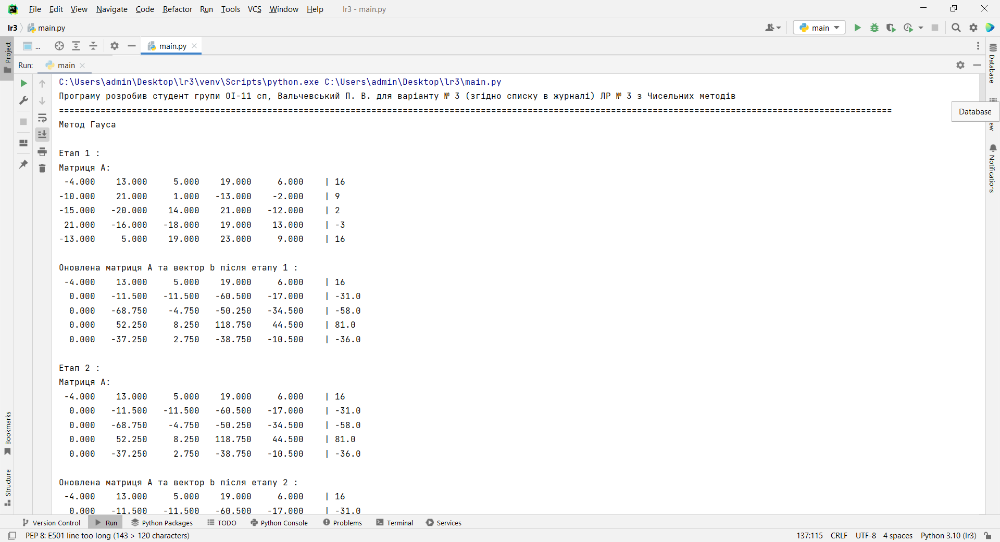 File Edit View Navigate Code Refactor Run Tools VCS Window Help lr3 - main.py
lr3 main.py main
Project ... main.py
Run: main
C:\Users\admin\Desktop\lr3\venv\Scripts\python.exe C:\Users\admin\Desktop\lr3\main.py
Програму розробив студент групи ОІ-11 сп, Вальчевський П. В. для варіанту № 3 (згідно списку в журналі) ЛР № 3 з Чисельних методів
================================================================================================================================================================
Метод Гауса
Етап 1 :
Матриця А:
-4.000 13.000 5.000 19.000 6.000 | 16
-10.000 21.000 1.000 -13.000 -2.000 | 9
-15.000 -20.000 14.000 21.000 -12.000 | 2
21.000 -16.000 -18.000 19.000 13.000 | -3
-13.000 5.000 19.000 23.000 9.000 | 16
Оновлена матриця А та вектор b після етапу 1 :
-4.000 13.000 5.000 19.000 6.000 | 16
0.000 -11.500 -11.500 -60.500 -17.000 | -31.0
0.000 -68.750 -4.750 -50.250 -34.500 | -58.0
0.000 52.250 8.250 118.750 44.500 | 81.0
0.000 -37.250 2.750 -38.750 -10.500 | -36.0
Етап 2 :
Матриця А:
-4.000 13.000 5.000 19.000 6.000 | 16
0.000 -11.500 -11.500 -60.500 -17.000 | -31.0
0.000 -68.750 -4.750 -50.250 -34.500 | -58.0
0.000 52.250 8.250 118.750 44.500 | 81.0
0.000 -37.250 2.750 -38.750 -10.500 | -36.0
Оновлена матриця А та вектор b після етапу 2 :
-4.000 13.000 5.000 19.000 6.000 | 16
0.000 -11.500 -11.500 -60.500 -17.000 | -31.0
Database
Database
Notifications
Bookmarks
Structure
Version Control Run Python Packages TODO Python Console Problems Terminal Services
PEP 8: E501 line too long (143 > 120 characters) 137:115 CRLF UTF-8 4 spaces Python 3.10 (lr3)